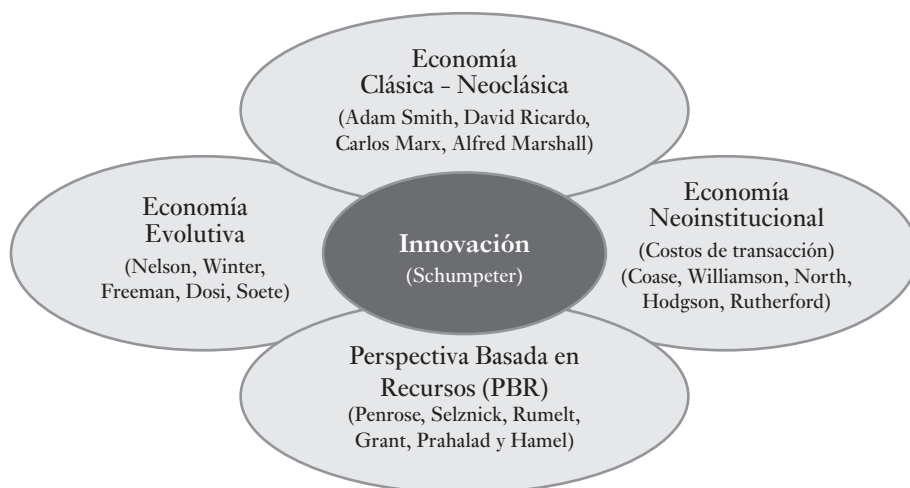 Economía
Clásica – Neoclásica
(Adam Smith, David Ricardo,
Carlos Marx, Alfred Marshall)
Economía
Evolutiva
(Nelson, Winter,
Freeman, Dosi, Soete)
Innovación
(Schumpeter)
Economía
Neoinstitucional
(Costos de transacción)
(Coase, Williamson, North,
Hodgson, Rutherford)
Perspectiva Basada en
Recursos (PBR)
(Penrose, Selznick, Rumelt,
Grant, Prahalad y Hamel)